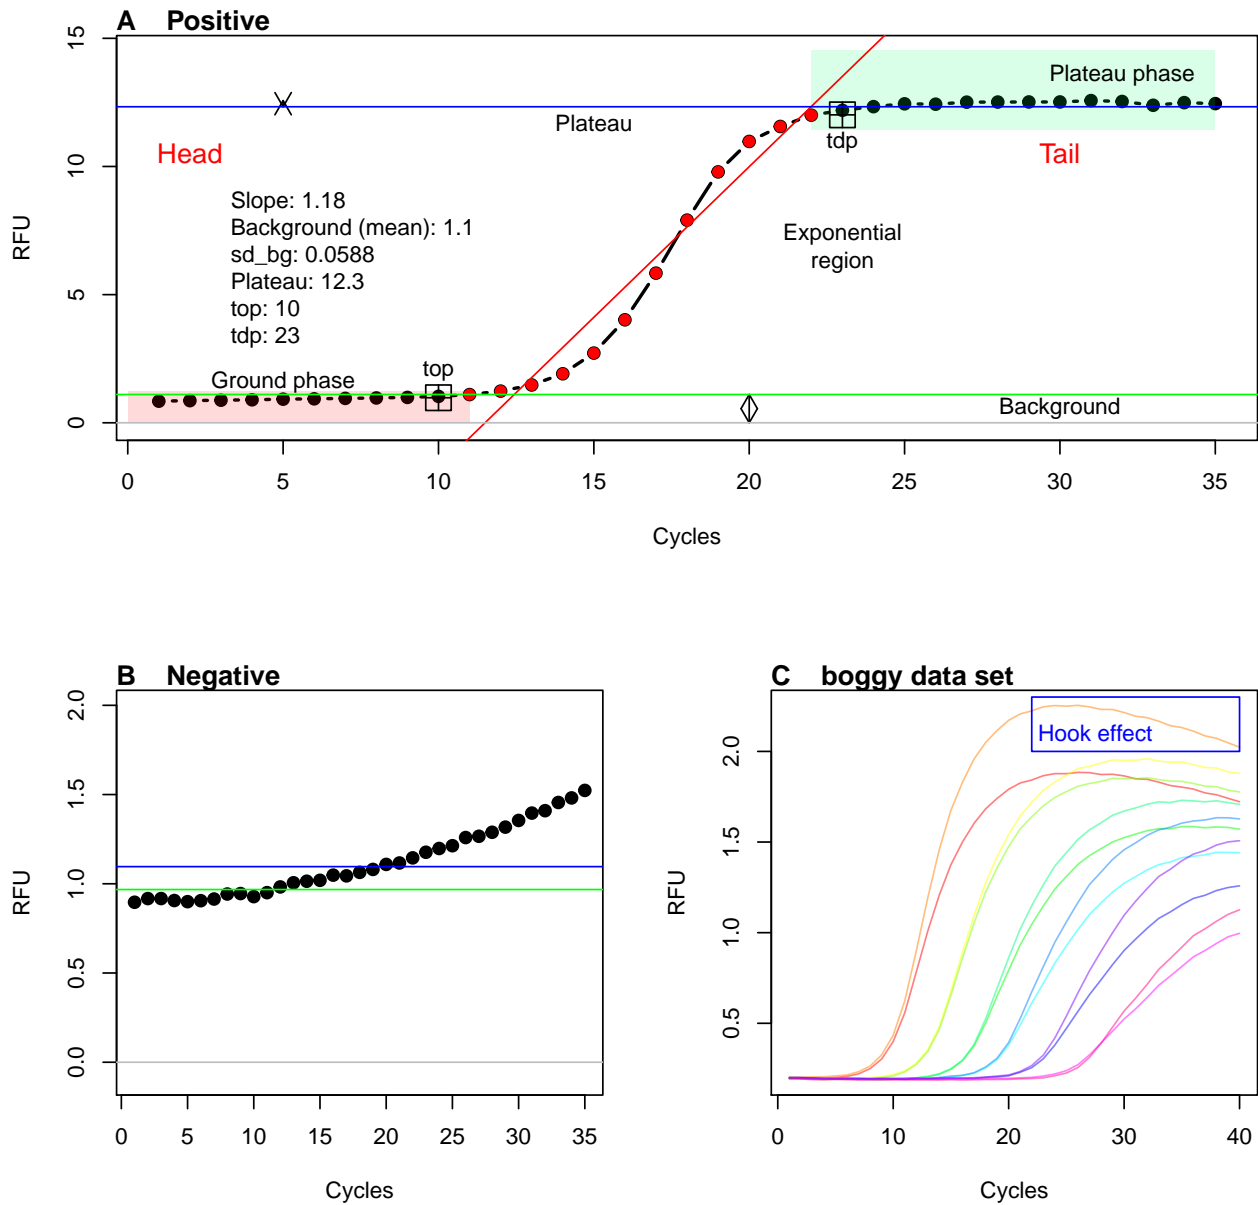 A Positive
15
10
5
0
RFU
Plateau phase
Plateau
tdp
Head
Tail
Slope: 1.18
Background (mean): 1.1
sd_bg: 0.0588
Plateau: 12.3
top: 10
tdp: 23
Exponential
region
top
Ground phase
Background
0 5 10 15 20 25 30 35
Cycles
B Negative
2.0
1.5
1.0
0.5
0.0
RFU
0 5 10 15 20 25 30 35
Cycles
C boggy data set
Hook effect
2.0
1.5
1.0
0.5
RFU
0 10 20 30 40
Cycles